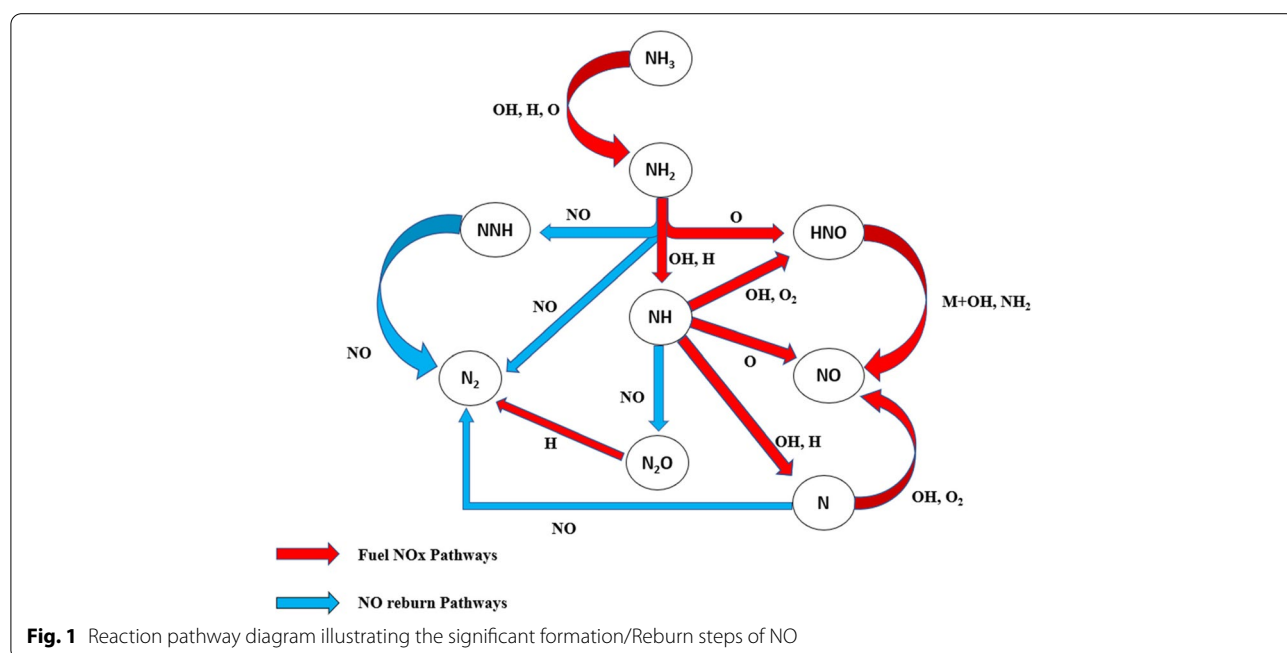 NH₃
OH, H, O
NH₂
NO
O
NNH
HNO
OH, H
OH, O₂
NO
NH
M+OH, NH₂
NO
O
N₂
NO
NO
H
OH, H
N₂O
N
OH, O₂
NO
Fuel NOx Pathways
NO reburn Pathways
Fig. 1 Reaction pathway diagram illustrating the significant formation/Reburn steps of NO